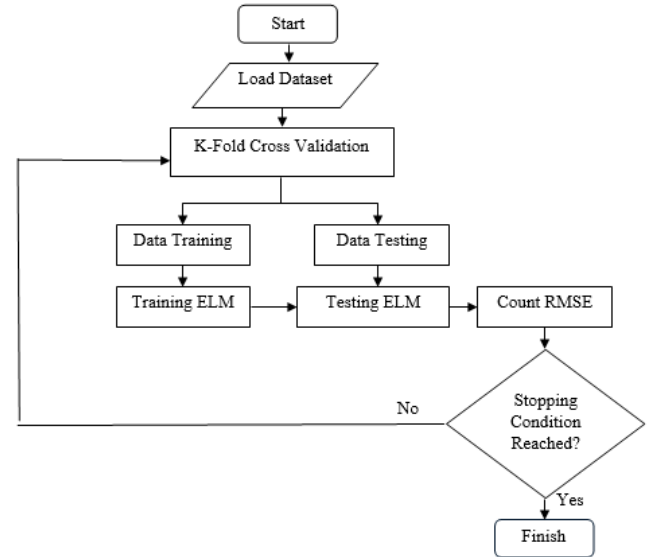 Start
Load Dataset
K-Fold Cross Validation
Data Training
Data Testing
Training ELM
Testing ELM
Count RMSE
Stopping
Condition
Reached?
No
Yes
Finish